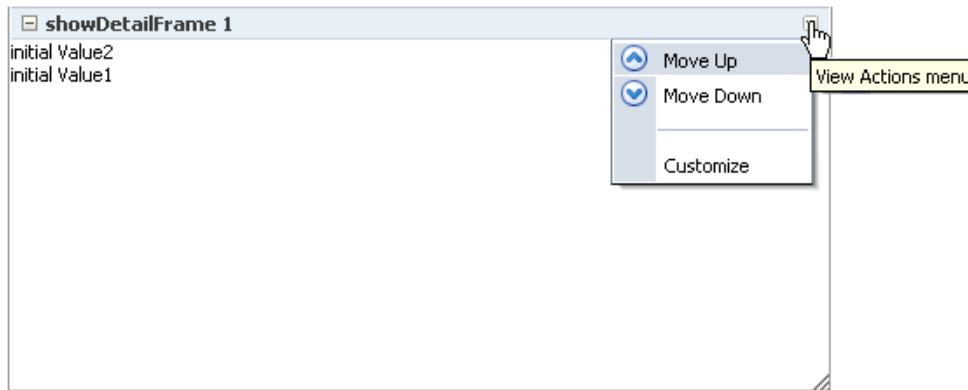 showDetailFrame 1
initial Value2
initial Value1
Move Up
View Actions menu
Move Down
Customize